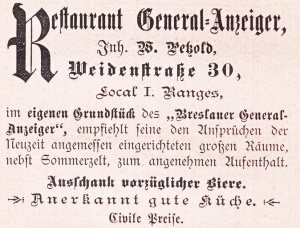 Restaurant General-Anzeiger,
Inh. W. Petzold,
Weidenstraße 30,
Local I. Ranges,
im eigenen Grundstück des „Breslauer General-
Anzeiger“, empfiehlt seine den Ansprüchen der
Neuzeit angemessen eingerichteten großen Räume,
nebst Sommerzelt, zum angenehmen Aufenthalt.
Ausschank vorzüglicher Biere.
Anerkannt gute Küche.
Civile Preise.